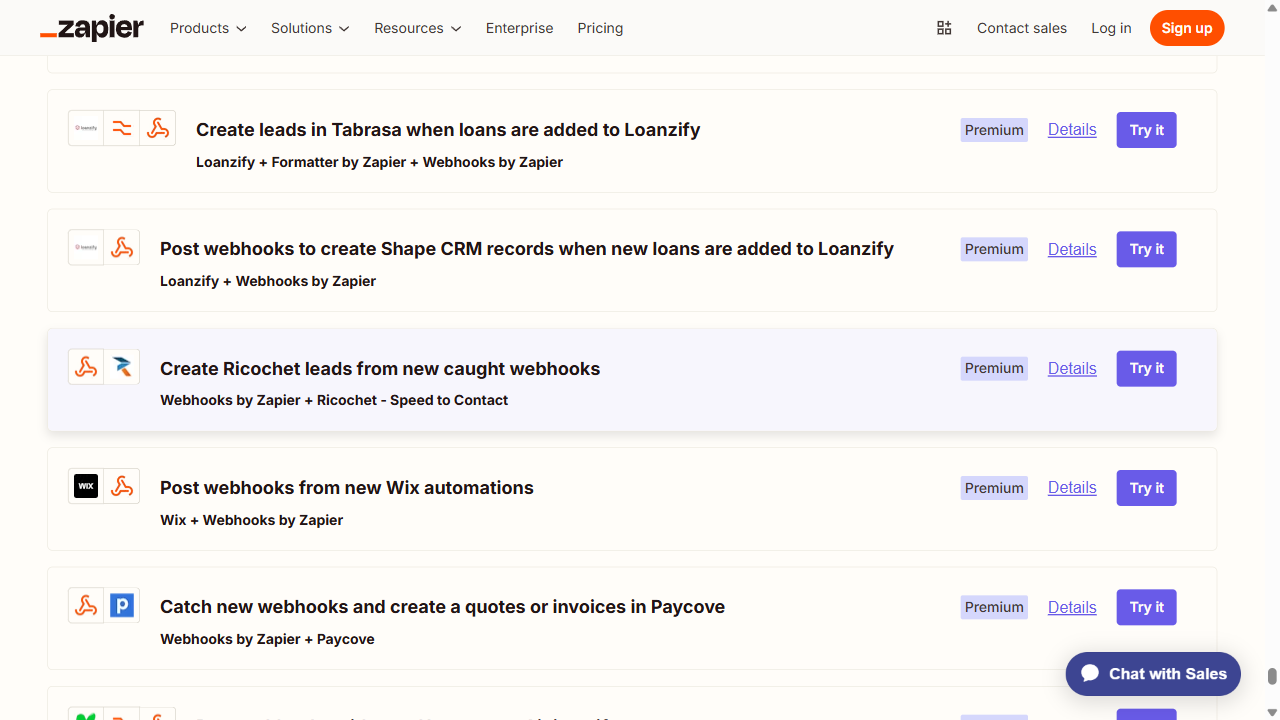 zapier Products Solutions Resources Enterprise Pricing Contact sales Log in Sign up
Create leads in Tabrasa when loans are added to Loanzify Premium Details Try it
Loanzify + Formatter by Zapier + Webhooks by Zapier
Post webhooks to create Shape CRM records when new loans are added to Loanzify Premium Details Try it
Loanzify + Webhooks by Zapier
Create Ricochet leads from new caught webhooks Premium Details Try it
Webhooks by Zapier + Ricochet - Speed to Contact
WIX Post webhooks from new Wix automations Premium Details Try it
Wix + Webhooks by Zapier
Catch new webhooks and create a quotes or invoices in Paycove Premium Details Try it
Webhooks by Zapier + Paycove
Chat with Sales